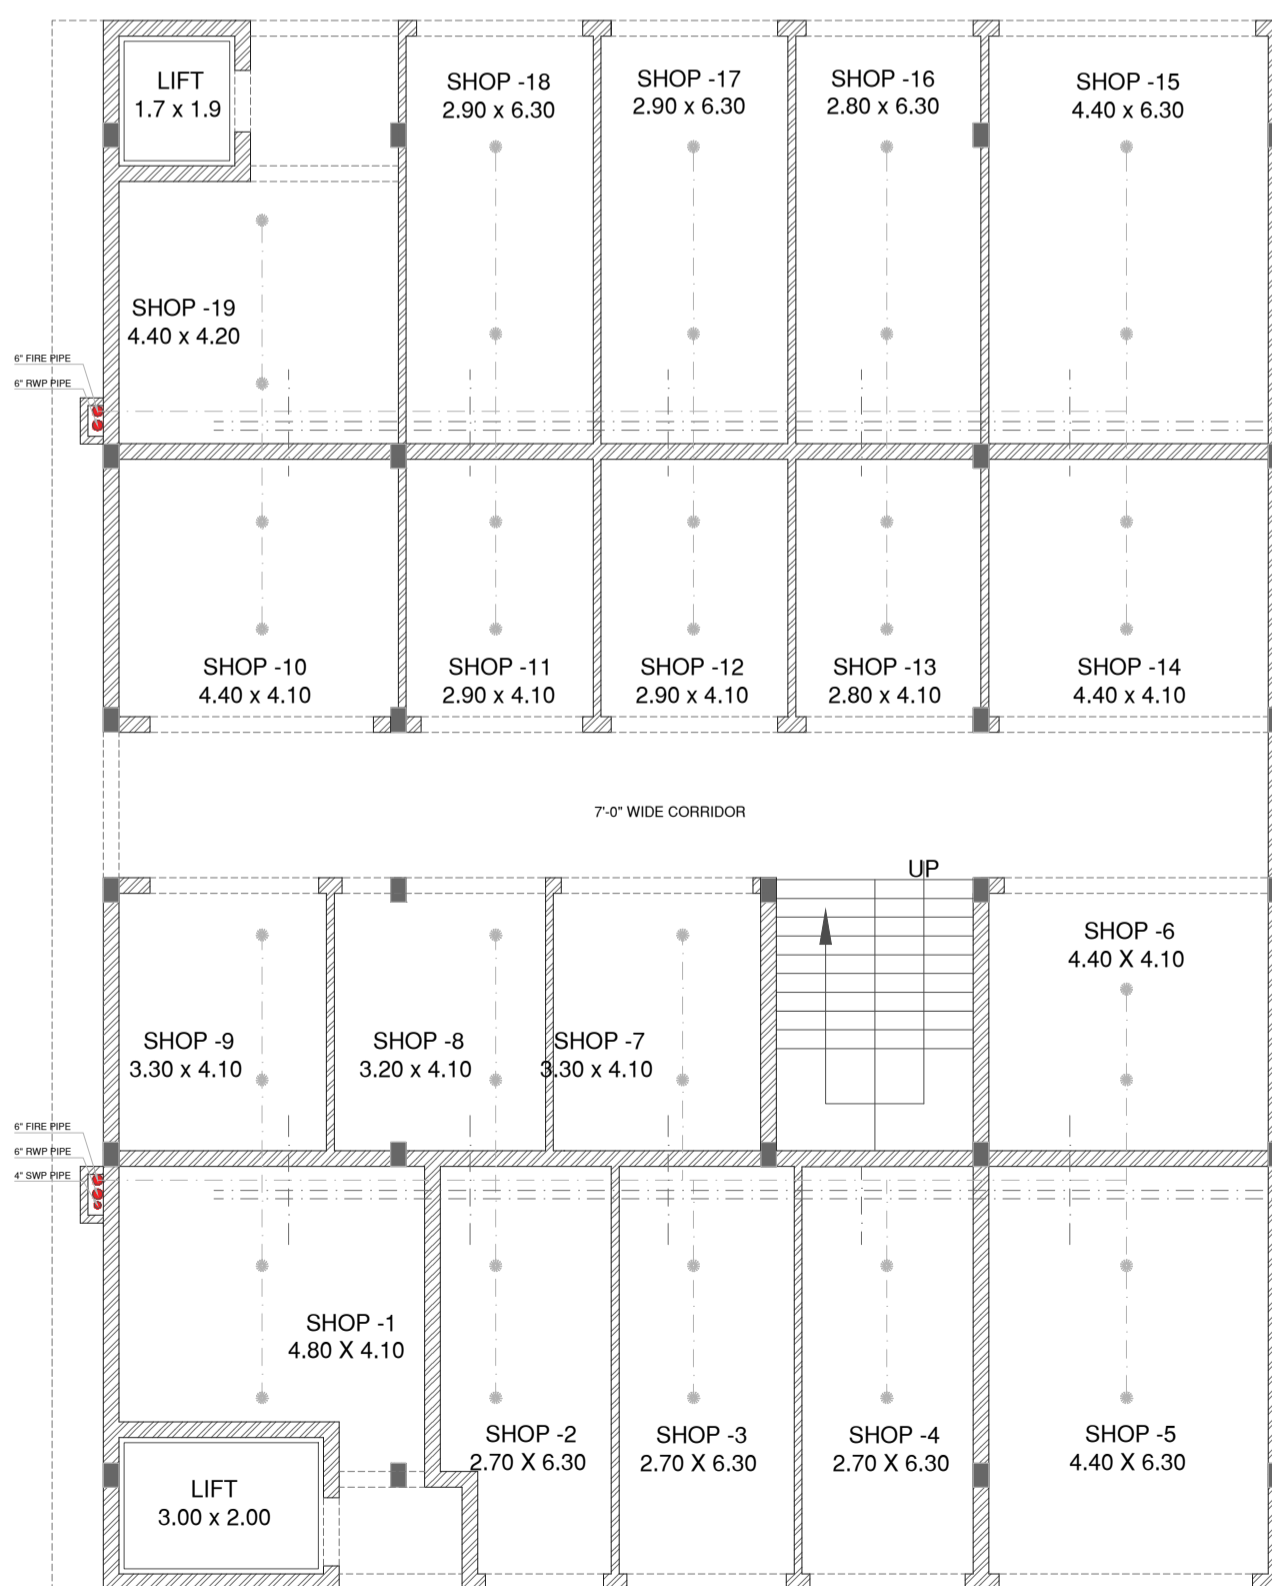 LIFT
1.7 x 1.9
SHOP -18
2.90 x 6.30
SHOP -17
2.90 x 6.30
SHOP -16
2.80 x 6.30
SHOP -15
4.40 x 6.30
SHOP -19
4.40 x 4.20
6" FIRE PIPE
6" RWP PIPE
SHOP -10
4.40 x 4.10
SHOP -11
2.90 x 4.10
SHOP -12
2.90 x 4.10
SHOP -13
2.80 x 4.10
SHOP -14
4.40 x 4.10
7'-0" WIDE CORRIDOR
UP
SHOP -6
4.40 X 4.10
SHOP -9
3.30 x 4.10
SHOP -8
3.20 x 4.10
SHOP -7
3.30 x 4.10
6" FIRE PIPE
6" RWP PIPE
4" SWP PIPE
SHOP -1
4.80 X 4.10
SHOP -2
2.70 X 6.30
SHOP -3
2.70 X 6.30
SHOP -4
2.70 X 6.30
SHOP -5
4.40 X 6.30
LIFT
3.00 x 2.00